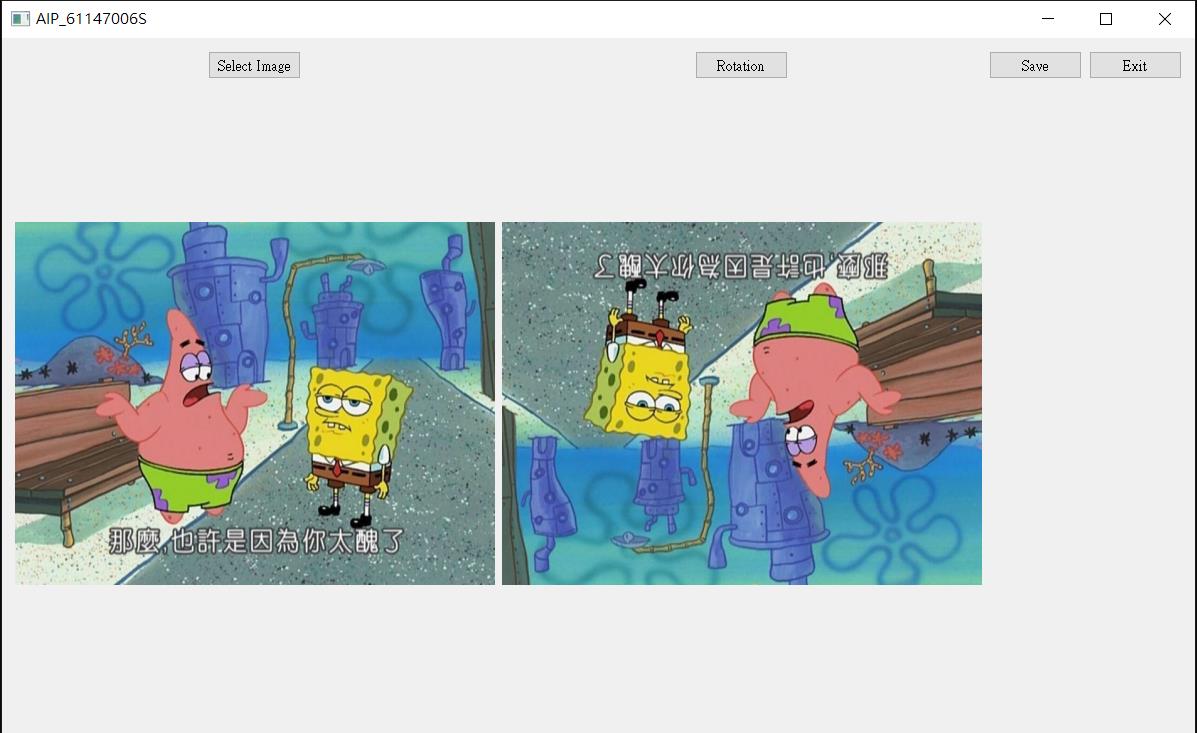 AIP_61147006S
Select Image
Rotation
Save
Exit
那麼,也許是因為你太醜了
那麼,也許是因為你太醜了